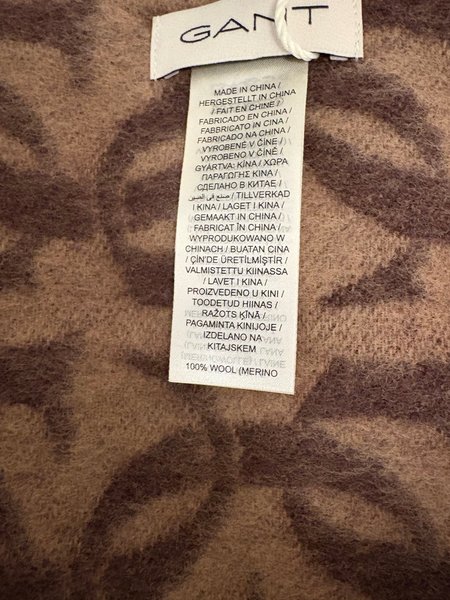 GANT
MADE IN CHINA /
HERGESTELLT IN CHINA
/ FAIT EN CHINE /
FABRICADO EN CHINA /
FABBRICATO IN CINA /
FABRICADO NA CHINA /
VYROBENÉ V ČÍNE /
VYROBENO V ČÍNĚ /
GYÁRTVA: KÍNA / ΧΩΡΑ
ΠΑΡΑΓΩΓΗΣ ΚΙΝΑ /
СДЕЛАНО В КИТАЕ /
صنع في الصين / TILLVERKAD
I KINA / LAGET I KINA /
GEMAAKT IN CHINA /
FABRICAT ÎN CHINA /
WYPRODUKOWANO W
CHINACH / BUATAN CINA
/ ÇİN'DE ÜRETİLMİŞTİR /
VALMISTETTU KIINASSA
/ LAVET I KINA /
PROIZVEDENO U KINI /
TOODETUD HIINAS /
RAŽOTS ĶĪNĀ /
PAGAMINTA KINIJOJE /
IZDELANO NA
KITAJSKEM
100% WOOL (MERINO